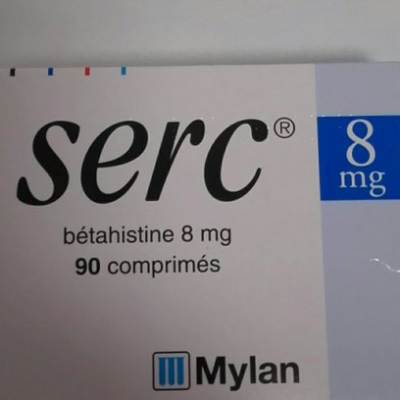 serc®
8
mg
bétahistine 8 mg
90 comprimés
Mylan